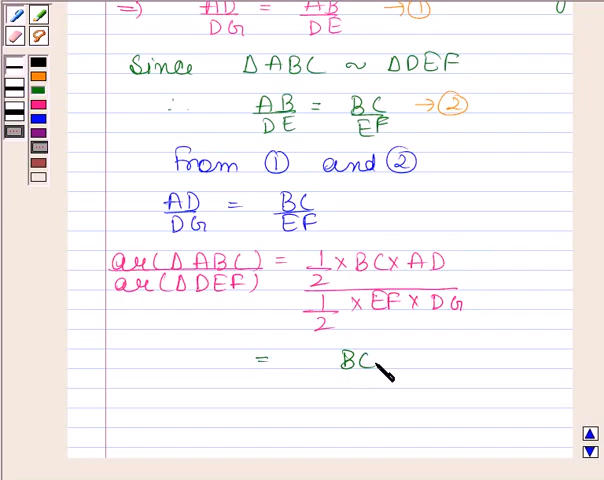 =) AD/DG = AB/DE → ①
Since ΔABC ~ ΔDEF
∴ AB/DE = BC/EF → ②
From ① and ②
AD/DG = BC/EF
ar(ΔABC)/ar(ΔDEF) = 1/2 × BC × AD / 1/2 × EF × DG
= BC